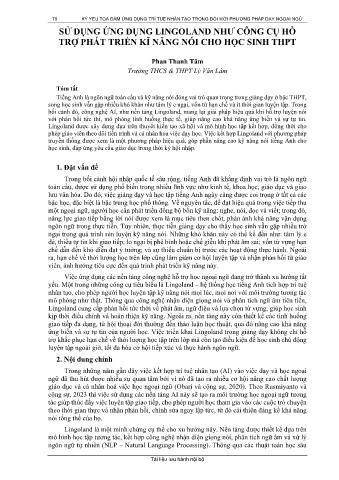 78 KỶ YẾU TỌA ĐÀM ỨNG DỤNG TRÍ TUỆ NHÂN TẠO TRONG ĐỔI MỚI PHƯƠNG PHÁP DẠY NGOẠI NGỮ
SỬ DỤNG ỨNG DỤNG LINGOLAND NHƯ CÔNG CỤ HỖ
TRỢ PHÁT TRIỂN KĨ NĂNG NÓI CHO HỌC SINH THPT
Phan Thanh Tâm
Trường THCS & THPT Lý Văn Lâm
Tóm tắt
Tiếng Anh là ngôn ngữ toàn cầu và kỹ năng nói đóng vai trò quan trọng trong giảng dạy ở bậc THPT,
song học sinh vẫn gặp nhiều khó khăn như tâm lý e ngại, vốn từ hạn chế và ít thời gian luyện tập. Trong
bối cảnh đó, công nghệ AI, như nền tảng Lingoland, mang lại giải pháp hiệu quả khi hỗ trợ luyện nói
với phản hồi tức thì, mô phỏng tình huống thực tế, giúp nâng cao khả năng ứng biến và sự tự tin.
Lingoland được xây dựng dựa trên thuyết kiến tạo xã hội và mô hình học tập kết hợp, đồng thời cho
phép giáo viên theo dõi tiến trình và cá nhân hóa việc dạy học. Việc kết hợp Lingoland với phương pháp
truyền thống được xem là một phương pháp hiệu quả, góp phần nâng cao kỹ năng nói tiếng Anh cho
học sinh, đáp ứng yêu cầu giáo dục trong thời kỳ hội nhập.
1. Đặt vấn đề
Trong bối cảnh hội nhập quốc tế sâu rộng, tiếng Anh đã khẳng định vai trò là ngôn ngữ
toàn cầu, được sử dụng phổ biến trong nhiều lĩnh vực như kinh tế, khoa học, giáo dục và giao
lưu văn hóa. Do đó, việc giảng dạy và học tập tiếng Anh ngày càng được coi trọng ở tất cả các
bậc học, đặc biệt là bậc trung học phổ thông. Về nguyên tắc, để đạt hiệu quả trong việc tiếp thu
một ngoại ngữ, người học cần phát triển đồng bộ bốn kỹ năng: nghe, nói, đọc và viết; trong đó,
năng lực giao tiếp bằng lời nói được xem là mục tiêu then chốt, phản ánh khả năng vận dụng
ngôn ngữ trong thực tiễn. Tuy nhiên, thực tiễn giảng dạy cho thấy học sinh vẫn gặp nhiều trở
ngại trong quá trình rèn luyện kỹ năng nói. Những khó khăn này có thể kể đến như: tâm lý e
dè, thiếu tự tin khi giao tiếp; lo ngại bị phê bình hoặc chế giễu khi phát âm sai; vốn từ vựng hạn
chế dẫn đến khó diễn đạt ý tưởng; và sự thiếu chuẩn bị trước các hoạt động thực hành. Ngoài
ra, hạn chế về thời lượng học trên lớp cũng làm giảm cơ hội luyện tập và nhận phản hồi từ giáo
viên, ảnh hưởng tiêu cực đến quá trình phát triển kỹ năng này.
Việc ứng dụng các nền tảng công nghệ hỗ trợ học ngoại ngữ đang trở thành xu hướng tất
yếu. Một trong những công cụ tiêu biểu là Lingoland – hệ thống học tiếng Anh tích hợp trí tuệ
nhân tạo, cho phép người học luyện tập kỹ năng nói mọi lúc, mọi nơi với môi trường tương tác
mô phỏng như thật. Thông qua công nghệ nhận diện giọng nói và phân tích ngữ âm tiên tiến,
Lingoland cung cấp phản hồi tức thời về phát âm, ngữ điệu và lựa chọn từ vựng, giúp học sinh
kịp thời điều chỉnh và hoàn thiện kỹ năng. Ngoài ra, nền tảng này còn thiết kế các tình huống
giao tiếp đa dạng, từ hội thoại đời thường đến thảo luận học thuật, qua đó nâng cao khả năng
ứng biến và sự tự tin của người học. Việc triển khai Lingoland trong giảng dạy không chỉ hỗ
trợ khắc phục hạn chế về thời lượng học tập trên lớp mà còn tạo điều kiện để học sinh chủ động
luyện tập ngoài giờ, tối đa hóa cơ hội tiếp xúc và thực hành ngôn ngữ.
2. Nội dung chính
Trong những năm gần đây việc kết hợp trí tuệ nhân tạo (AI) vào việc dạy và học ngoại
ngữ đã thu hút được nhiều sự quan tâm bởi vì nó đã tạo ra nhiều cơ hội nâng cao chất lượng
giáo dục và cá nhân hoá việc học ngoại ngữ (Obari và cộng sự, 2020). Theo Rusmiyanto và
cộng sự, 2023 thì việc sử dụng các nền tảng AI này sẽ tạo ra môi trường học ngoại ngữ tương
tác giúp thúc đẩy việc luyện tập giao tiếp, cho phép người học tham gia vào các cuộc trò chuyện
theo thời gian thực và nhận phản hồi, chỉnh sửa ngay lập tức, từ đó cải thiện đáng kể khả năng
nói tổng thể của họ.
Lingoland là một minh chứng cụ thể cho xu hướng này. Nền tảng được thiết kế dựa trên
mô hình học tập tương tác, kết hợp công nghệ nhận diện giọng nói, phân tích ngữ âm và xử lý
ngôn ngữ tự nhiên (NLP – Natural Language Processing). Thông qua các thuật toán học sâu
Tài liệu lưu hành nội bộ